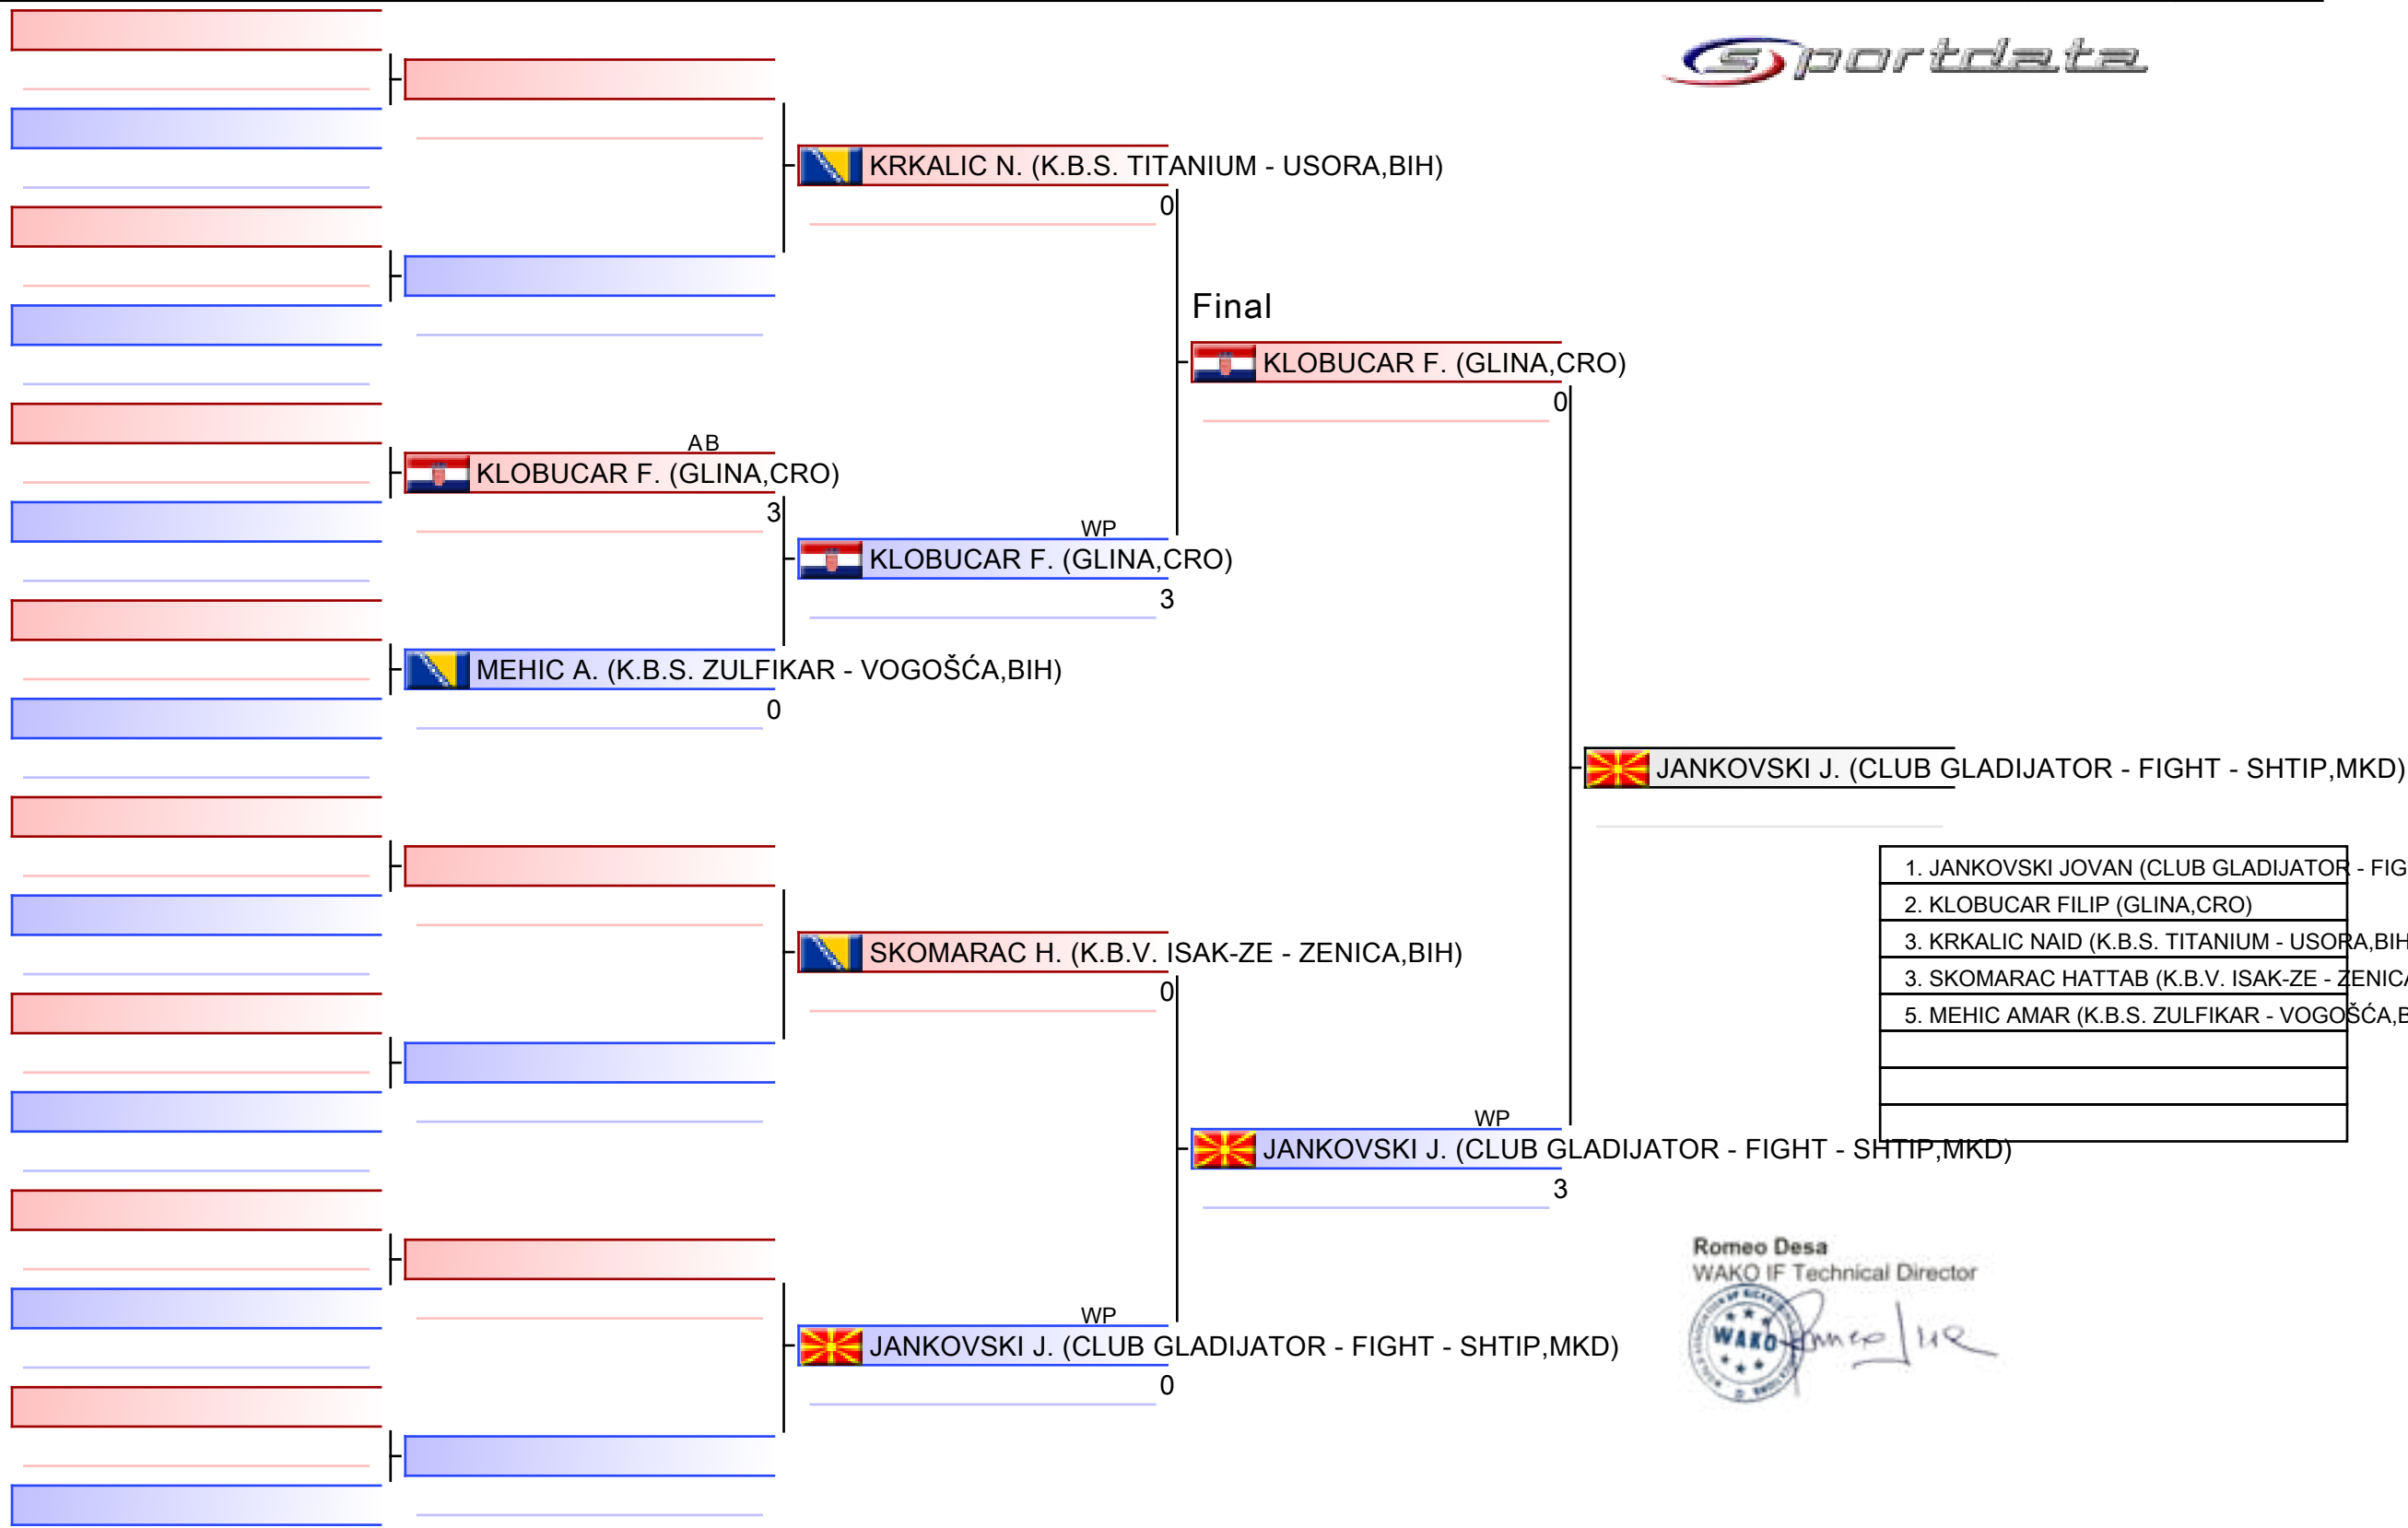 sportdata
KRKALIC N. (K.B.S. TITANIUM - USORA,BIH)
0
Final
KLOBUCAR F. (GLINA,CRO)
0
AB
KLOBUCAR F. (GLINA,CRO)
3
WP
KLOBUCAR F. (GLINA,CRO)
3
MEHIC A. (K.B.S. ZULFIKAR - VOGOŠĆA,BIH)
0
JANKOVSKI J. (CLUB GLADIJATOR - FIGHT - SHTIP,MKD)
1. JANKOVSKI JOVAN (CLUB GLADIJATOR - FIG
2. KLOBUCAR FILIP (GLINA,CRO)
3. KRKALIC NAID (K.B.S. TITANIUM - USORA,BIH
3. SKOMARAC HATTAB (K.B.V. ISAK-ZE - ZENICA
5. MEHIC AMAR (K.B.S. ZULFIKAR - VOGOŠĆA,B
SKOMARAC H. (K.B.V. ISAK-ZE - ZENICA,BIH)
0
WP
JANKOVSKI J. (CLUB GLADIJATOR - FIGHT - SHTIP,MKD)
3
Romeo Desa
WAKO IF Technical Director
WAKO
WP
JANKOVSKI J. (CLUB GLADIJATOR - FIGHT - SHTIP,MKD)
0